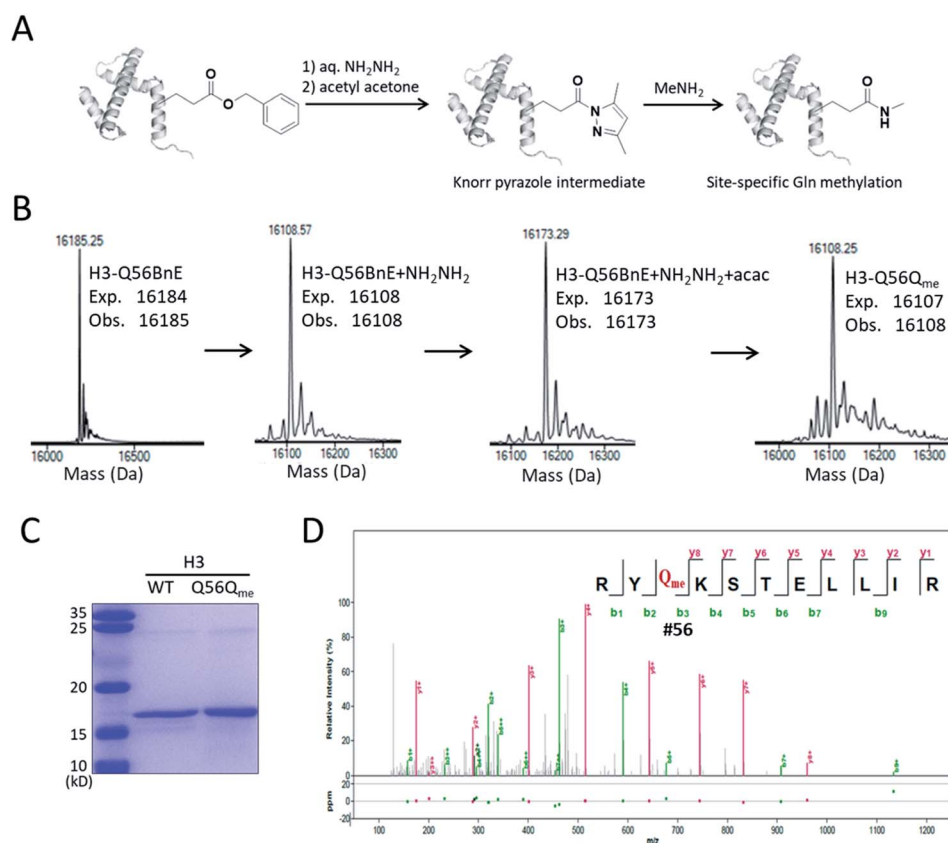 A
O
O
1) aq. NH2NH2
2) acetyl acetone
O
N
N
MeNH2
O
N
H
Knorr pyrazole intermediate
Site-specific Gln methylation
B
16185.25
H3-Q56BnE
Exp. 16184
Obs. 16185
16000 16500
Mass (Da)
16108.57
H3-Q56BnE+NH2NH2
Exp. 16108
Obs. 16108
16100 16200 16300
Mass (Da)
16173.29
H3-Q56BnE+NH2NH2+acac
Exp. 16173
Obs. 16173
16100 16200 16300
Mass (Da)
16108.25
H3-Q56Qme
Exp. 16107
Obs. 16108
16000 16100 16200 16300
Mass (Da)
C
H3
WT Q56Qme
35
25
20
15
10
(kD)
D
y8 y7 y6 y5 y4 y3 y2 y1
R Y Qme K S T E L L I R
b1 b2 b3 b4 b5 b6 b7 b9
#56
Relative Intensity (%)
100
80
60
40
20
0
ppm
20
0
100 200 300 400 500 600 700 800 900 1000 1100 1200
m/z